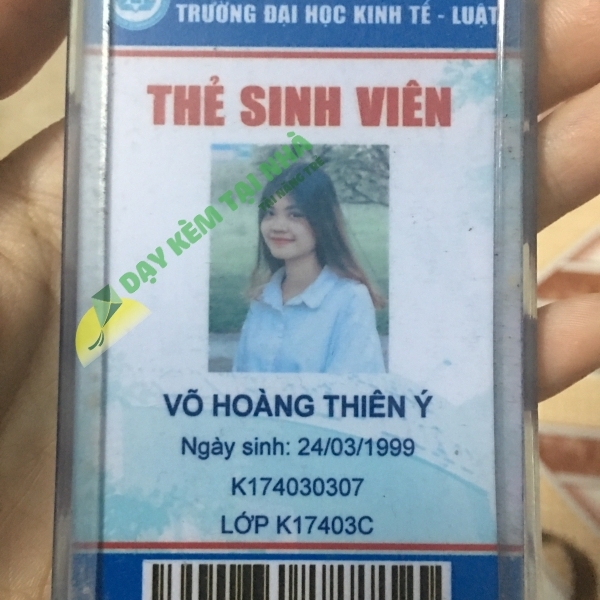 TRƯỜNG ĐẠI HỌC KINH TẾ - LUẬT
THẺ SINH VIÊN
DẠY KÈM TẠI NHÀ
VÕ HOÀNG THIÊN Ý
Ngày sinh: 24/03/1999
K174030307
LỚP K17403C